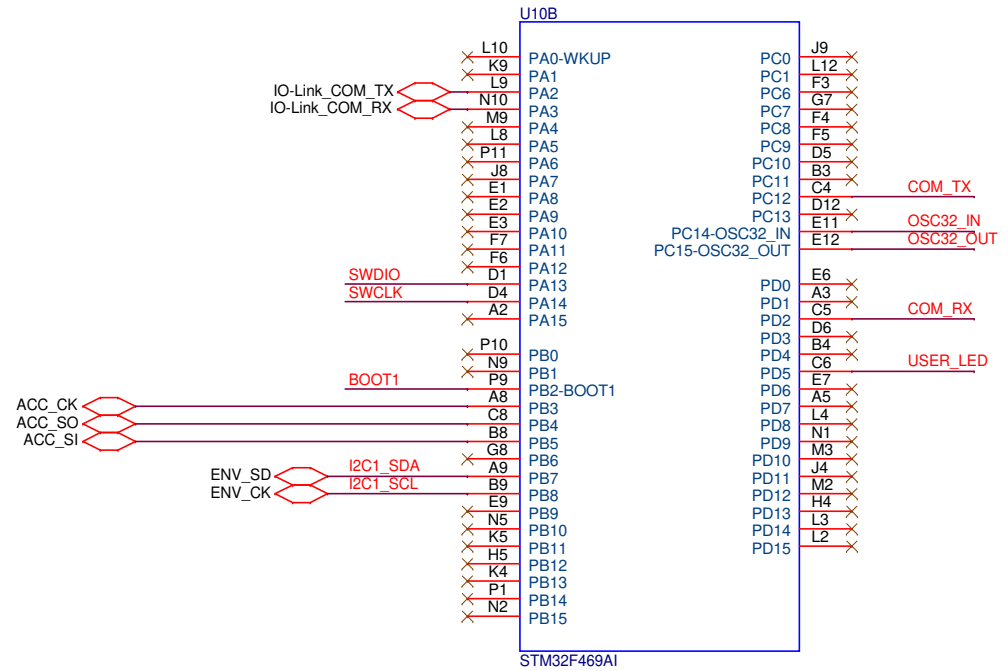 U10B
L10 PA0-WKUP
K9 PA1
IO-Link_COM_TX L9 PA2
IO-Link_COM_RX N10 PA3
M9 PA4
L8 PA5
P11 PA6
J8 PA7
E1 PA8
E2 PA9
E3 PA10
F7 PA11
F6 PA12
SWDIO D1 PA13
SWCLK D4 PA14
A2 PA15
P10 PB0
N9 PB1
BOOT1 P9 PB2-BOOT1
ACC_CK A8 PB3
ACC_SO C8 PB4
ACC_SI B8 PB5
G8 PB6
ENV_SD I2C1_SDA A9 PB7
ENV_CK I2C1_SCL B9 PB8
E9 PB9
N5 PB10
K5 PB11
H5 PB12
K4 PB13
P1 PB14
N2 PB15
PC0 J9
PC1 L12
PC6 F3
PC7 G7
PC8 F4
PC9 F5
PC10 D5
PC11 B3
PC12 C4 COM_TX
PC13 D12
PC14-OSC32_IN E11 OSC32_IN
PC15-OSC32_OUT E12 OSC32_OUT
PD0 E6
PD1 A3
PD2 C5 COM_RX
PD3 D6
PD4 B4
PD5 C6 USER_LED
PD6 E7
PD7 A5
PD8 L4
PD9 N1
PD10 M3
PD11 J4
PD12 M2
PD13 H4
PD14 L3
PD15 L2
STM32F469AI